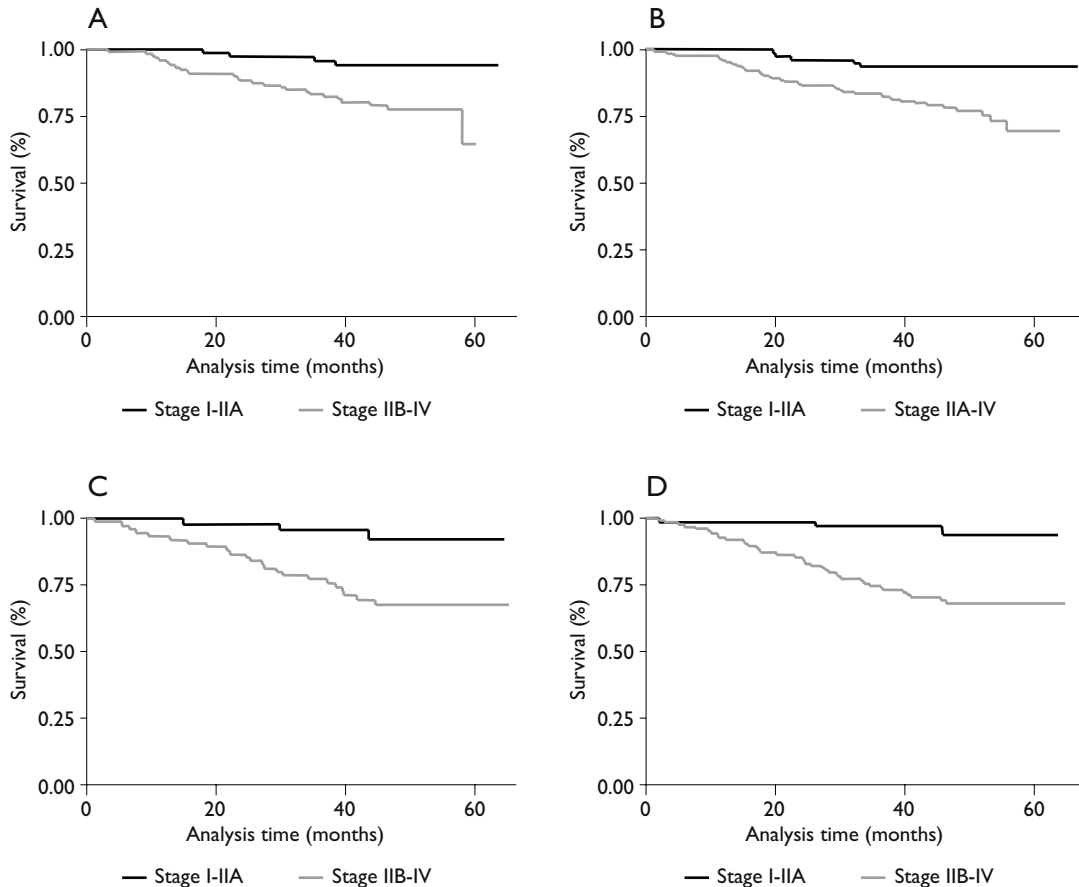 A
1.00
0.75
0.50
0.25
0.00
Survival (%)
0 20 40 60
Analysis time (months)
Stage I-IIA Stage IIB-IV
B
1.00
0.75
0.50
0.25
0.00
Survival (%)
0 20 40 60
Analysis time (months)
Stage I-IIA Stage IIA-IV
C
1.00
0.75
0.50
0.25
0.00
Survival (%)
0 20 40 60
Analysis time (months)
Stage I-IIA Stage IIB-IV
D
1.00
0.75
0.50
0.25
0.00
Survival (%)
0 20 40 60
Analysis time (months)
Stage I-IIA Stage IIB-IV